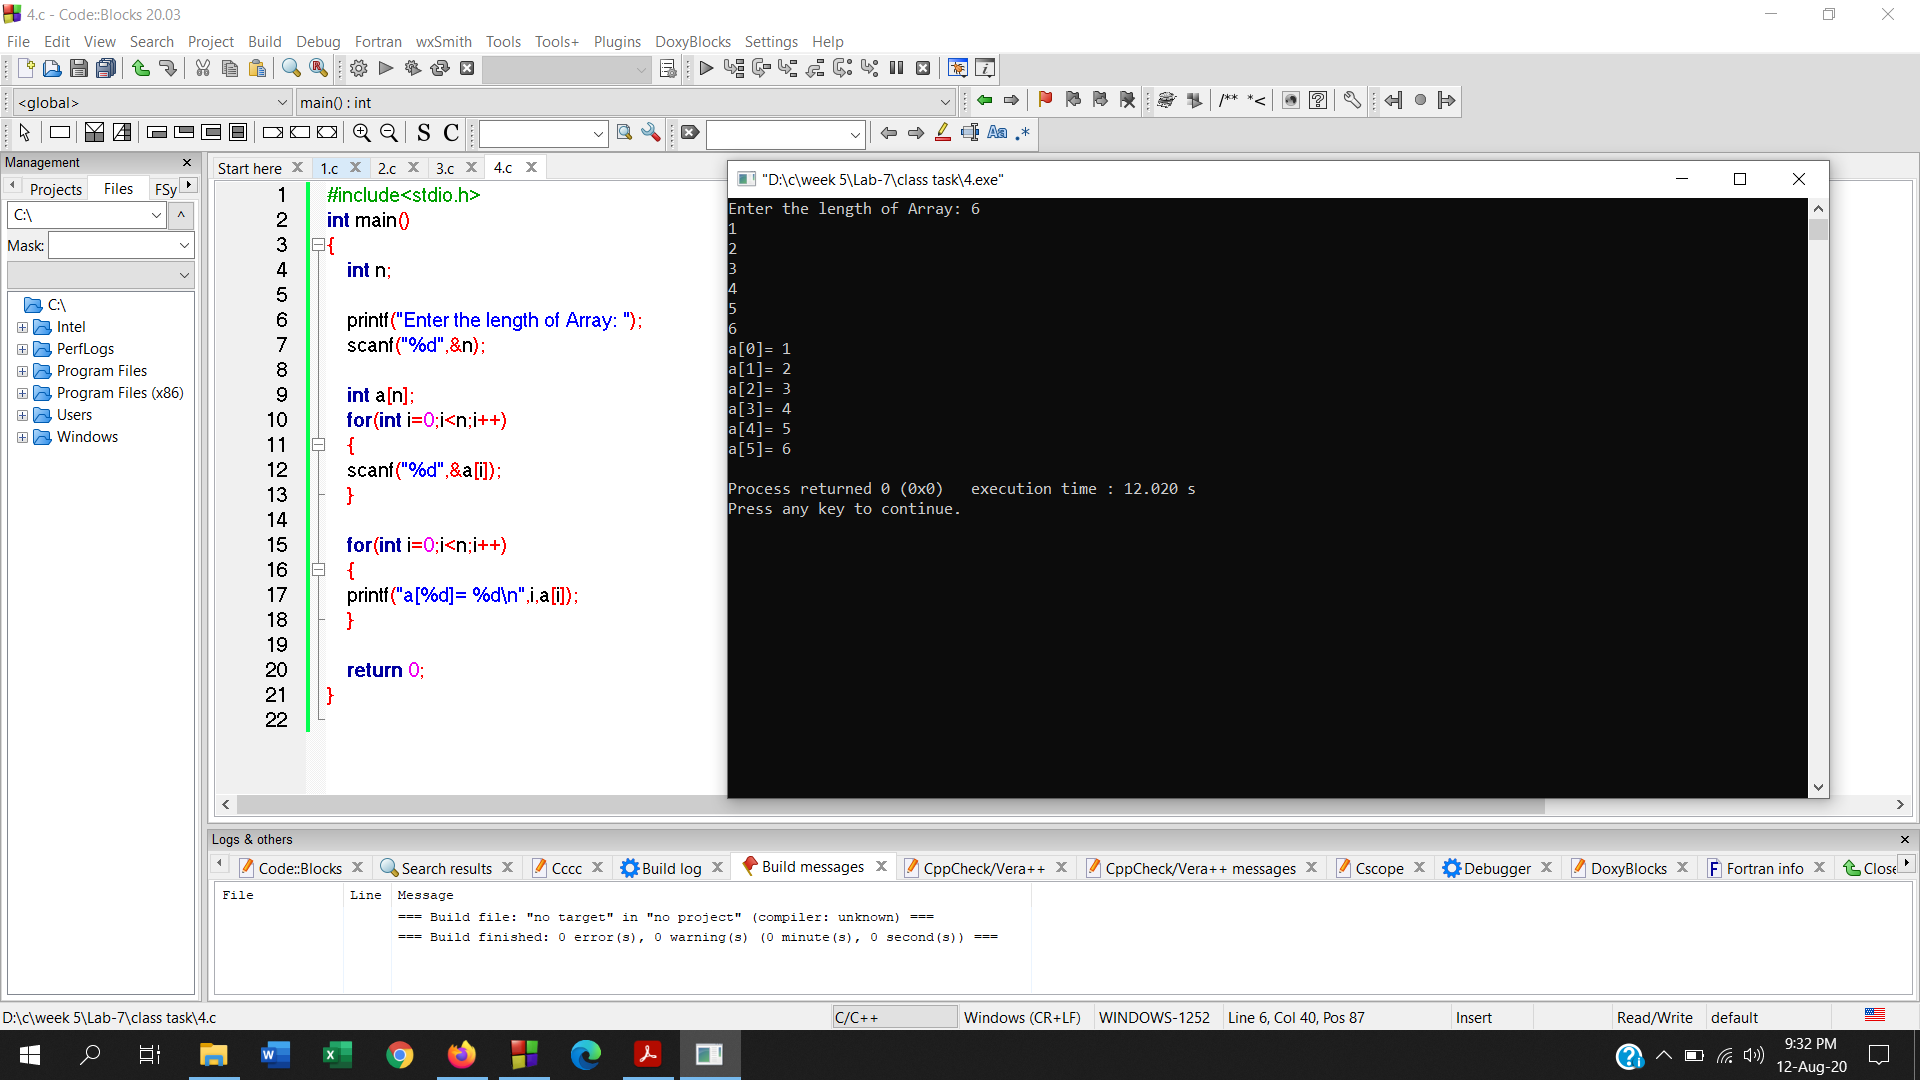 4.c - Code::Blocks 20.03
File Edit View Search Project Build Debug Fortran wxSmith Tools Tools+ Plugins DoxyBlocks Settings Help
<global> main() : int
/** *<
S C Aa .*
Management
Projects Files FSy
C:\
Mask:
C:\
Intel
PerfLogs
Program Files
Program Files (x86)
Users
Windows
Start here 1.c 2.c 3.c 4.c
1 #include<stdio.h>
2 int main()
3 {
4 int n;
5
6 printf("Enter the length of Array: ");
7 scanf("%d",&n);
8
9 int a[n];
10 for(int i=0;i<n;i++)
11 {
12 scanf("%d",&a[i]);
13 }
14
15 for(int i=0;i<n;i++)
16 {
17 printf("a[%d]= %d\n",i,a[i]);
18 }
19
20 return 0;
21 }
22
"D:\c\week 5\Lab-7\class task\4.exe"
Enter the length of Array: 6
1
2
3
4
5
6
a[0]= 1
a[1]= 2
a[2]= 3
a[3]= 4
a[4]= 5
a[5]= 6
Process returned 0 (0x0)   execution time : 12.020 s
Press any key to continue.
Logs & others
Code::Blocks Search results Cccc Build log Build messages CppCheck/Vera++ CppCheck/Vera++ messages Cscope Debugger DoxyBlocks Fortran info Close
File Line Message
=== Build file: "no target" in "no project" (compiler: unknown) ===
=== Build finished: 0 error(s), 0 warning(s) (0 minute(s), 0 second(s)) ===
D:\c\week 5\Lab-7\class task\4.c C/C++ Windows (CR+LF) WINDOWS-1252 Line 6, Col 40, Pos 87 Insert Read/Write default
9:32 PM
12-Aug-20